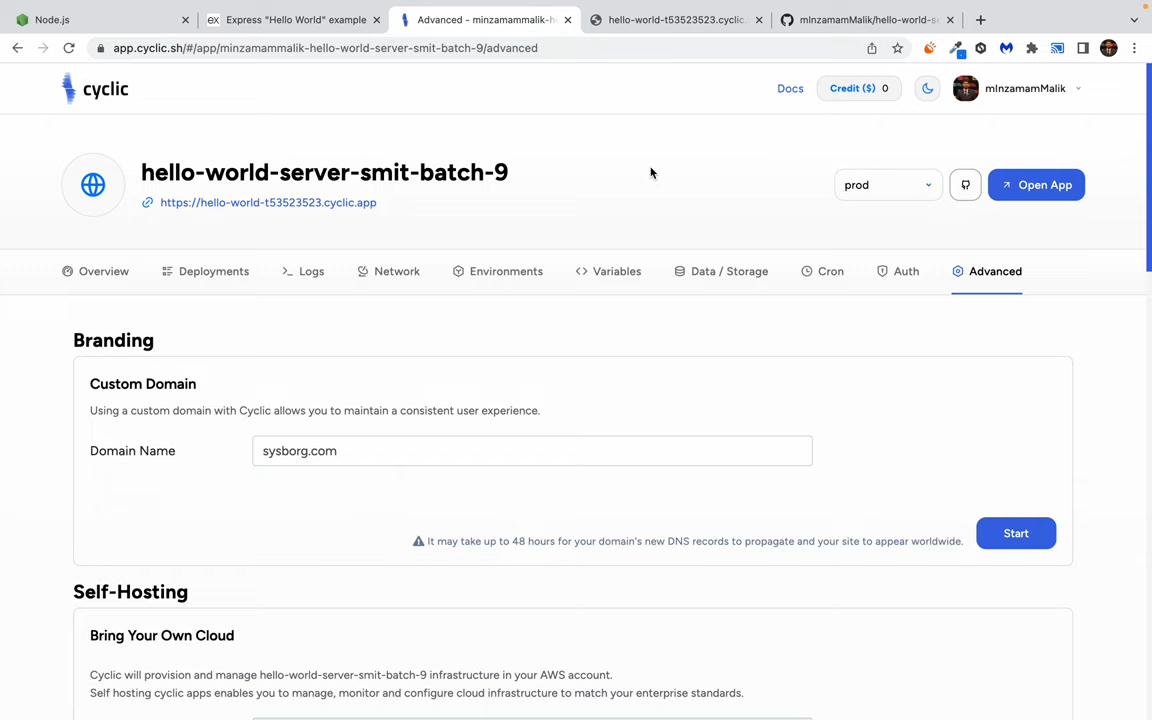 Node.js
Express "Hello World" example
Advanced - minzamammalik-h
hello-world-t53523523.cyclic.
mInzamamMalik/hello-world-s
app.cyclic.sh/#/app/minzamammalik-hello-world-server-smit-batch-9/advanced
cyclic
Docs
Credit ($) 0
mInzamamMalik
hello-world-server-smit-batch-9
https://hello-world-t53523523.cyclic.app
prod
Open App
Overview
Deployments
Logs
Network
Environments
Variables
Data / Storage
Cron
Auth
Advanced
Branding
Custom Domain
Using a custom domain with Cyclic allows you to maintain a consistent user experience.
Domain Name
sysborg.com
It may take up to 48 hours for your domain's new DNS records to propagate and your site to appear worldwide.
Start
Self-Hosting
Bring Your Own Cloud
Cyclic will provision and manage hello-world-server-smit-batch-9 infrastructure in your AWS account.
Self hosting cyclic apps enables you to manage, monitor and configure cloud infrastructure to match your enterprise standards.